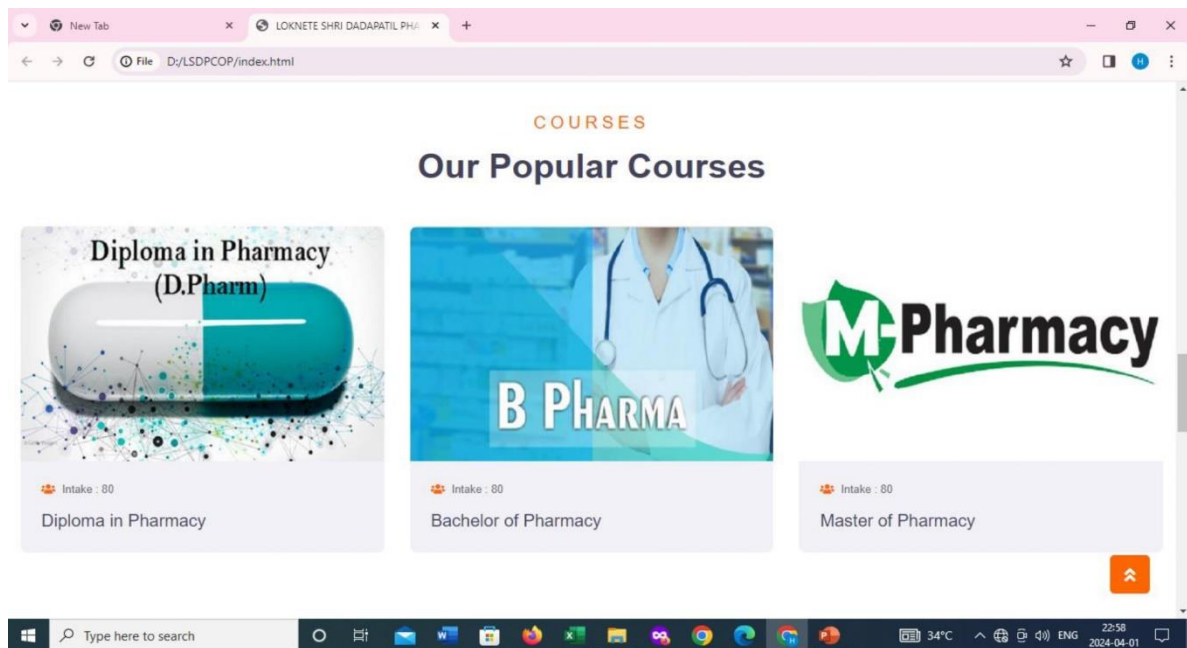 New Tab
LOKNETE SHRI DADAPATIL PHA
File D:/LSDPCOP/index.html
H
COURSES
Our Popular Courses
Diploma in Pharmacy
(D.Pharm)
B PHARMA
M-Pharmacy
Intake : 80
Intake : 80
Intake : 80
Diploma in Pharmacy
Bachelor of Pharmacy
Master of Pharmacy
Type here to search
34°C
ENG
22:58
2024-04-01